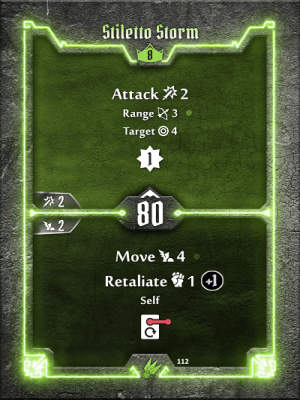 Stiletto Storm
8
Attack 2
Range 3
Target 4
1
2
80
2
Move 4
Retaliate 1 +1
Self
112